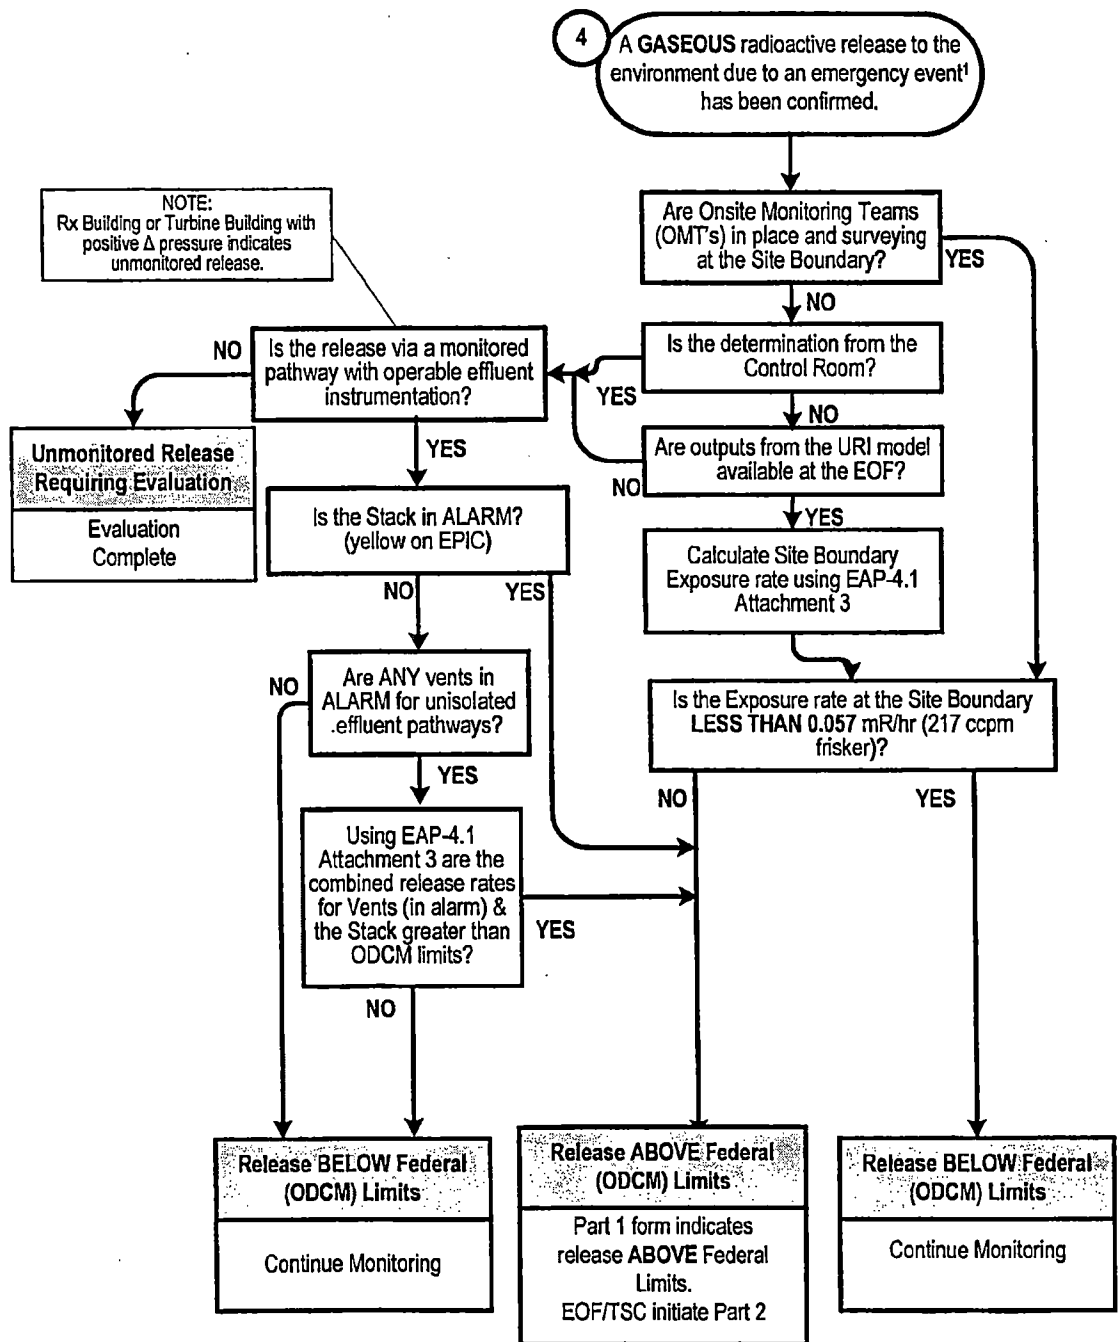 4
A GASEOUS radioactive release to the
environment due to an emergency event¹
has been confirmed.
NOTE:
Rx Building or Turbine Building with
positive Δ pressure indicates
unmonitored release.
Are Onsite Monitoring Teams
(OMT's) in place and surveying
at the Site Boundary?
YES
NO
Is the determination from the
Control Room?
YES
NO
Are outputs from the URI model
available at the EOF?
NO
YES
Calculate Site Boundary
Exposure rate using EAP-4.1
Attachment 3
Is the Exposure rate at the Site Boundary
LESS THAN 0.057 mR/hr (217 ccpm
frisker)?
NO
YES
Is the release via a monitored
pathway with operable effluent
instrumentation?
NO
YES
Unmonitored Release
Requiring Evaluation
Evaluation
Complete
Is the Stack in ALARM?
(yellow on EPIC)
NO
YES
Are ANY vents in
ALARM for unisolated
effluent pathways?
NO
YES
Using EAP-4.1
Attachment 3 are the
combined release rates
for Vents (in alarm) &
the Stack greater than
ODCM limits?
YES
NO
Release BELOW Federal
(ODCM) Limits
Continue Monitoring
Release ABOVE Federal
(ODCM) Limits
Part 1 form indicates
release ABOVE Federal
Limits.
EOF/TSC initiate Part 2
Release BELOW Federal
(ODCM) Limits
Continue Monitoring